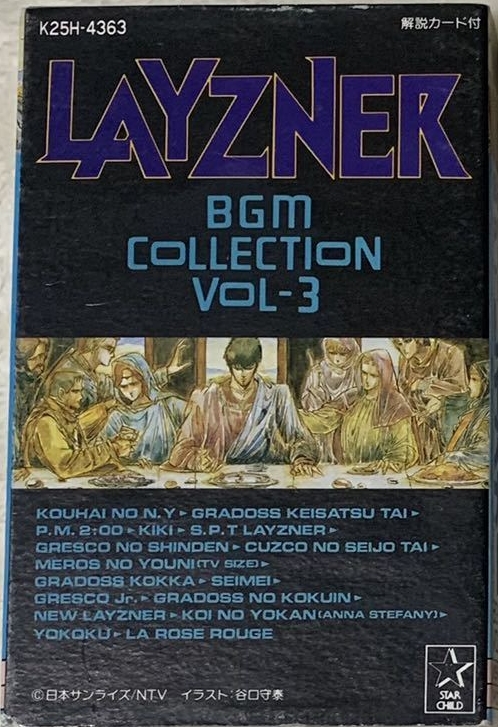 K25H-4363 解説カード付
LAYZNER
BGM
COLLECTION
VOL-3
KOUHAI NO N.Y▸GRADOSS KEISATSU TAI▸
P.M. 2:00▸KIKI▸S.P.T LAYZNER▸
GRESCO NO SHINDEN▸CUZCO NO SEIJO TAI▸
MEROS NO YOUNI(TV SIZE)▸
GRADOSS KOKKA▸SEIMEI▸
GRESCO Jr.▸GRADOSS NO KOKUIN▸
NEW LAYZNER▸KOI NO YOKAN(ANNA STEFANY)▸
YOKOKU▸LA ROSE ROUGE
©日本サンライズ/NTV イラスト:谷口守泰
STAR
CHILD